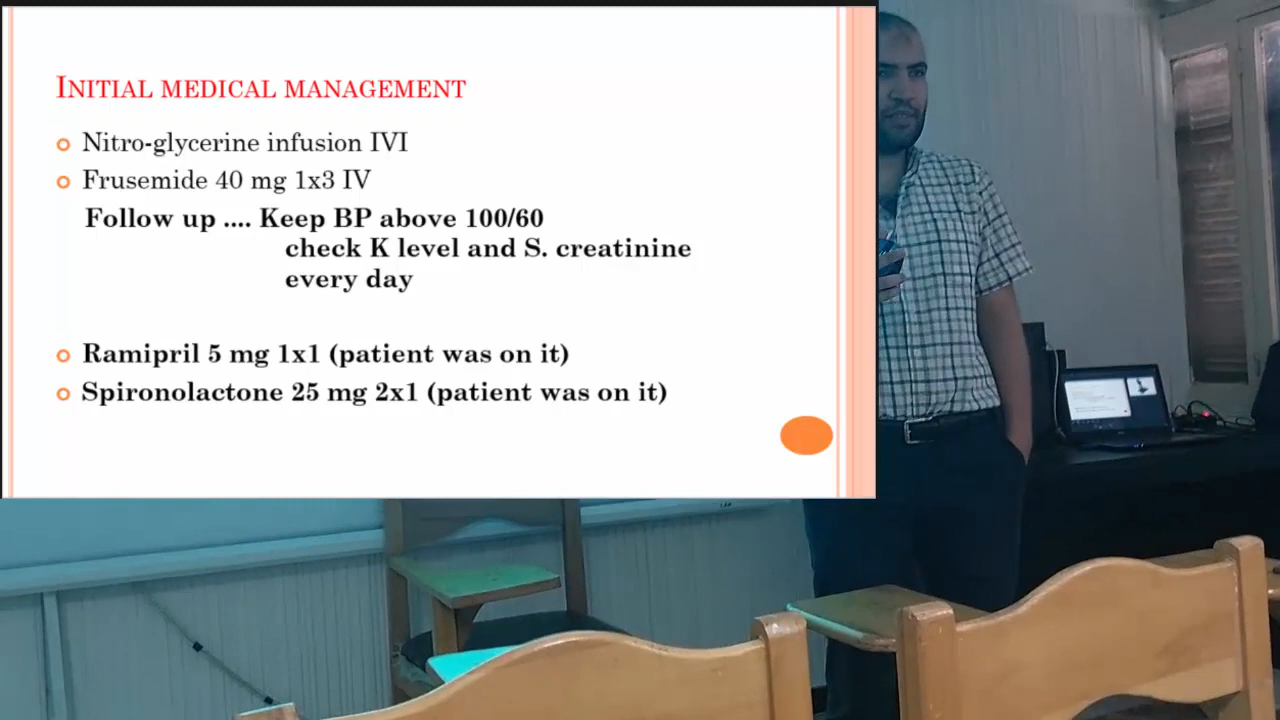 INITIAL MEDICAL MANAGEMENT
Nitro-glycerine infusion IVI
Frusemide 40 mg 1x3 IV
Follow up .... Keep BP above 100/60
check K level and S. creatinine
every day
Ramipril 5 mg 1x1 (patient was on it)
Spironolactone 25 mg 2x1 (patient was on it)